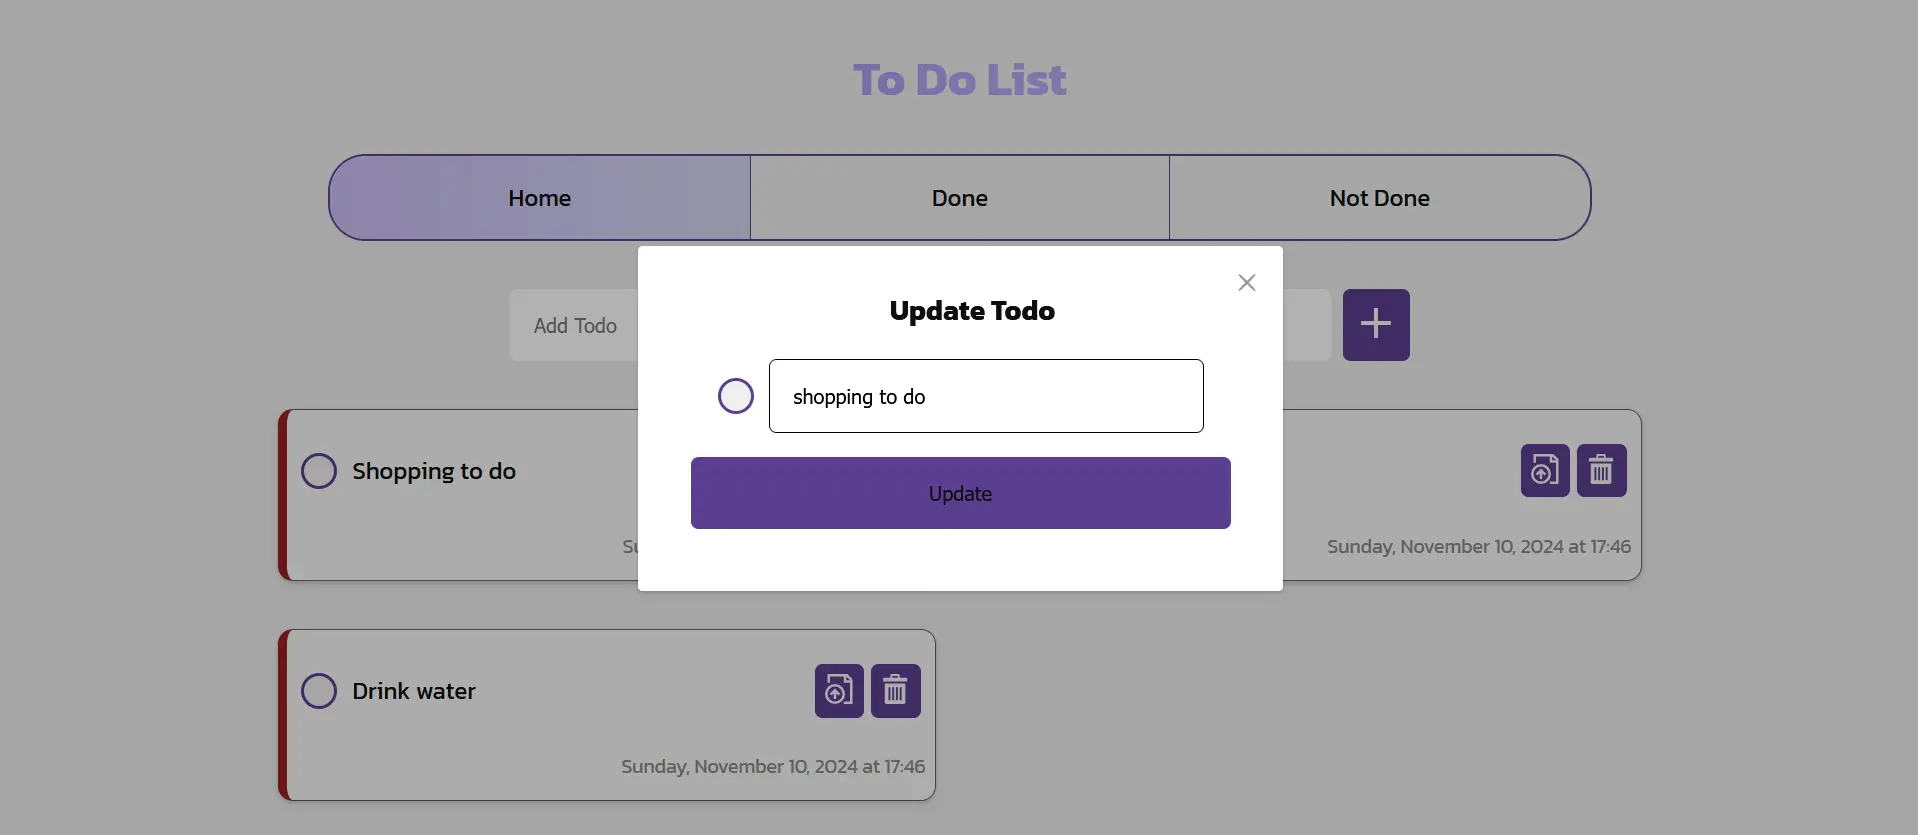 To Do List
Home
Done
Not Done
Update Todo
Add Todo
shopping to do
Shopping to do
Update
Sunday, November 10, 2024 at 17:46
Drink water
Sunday, November 10, 2024 at 17:46